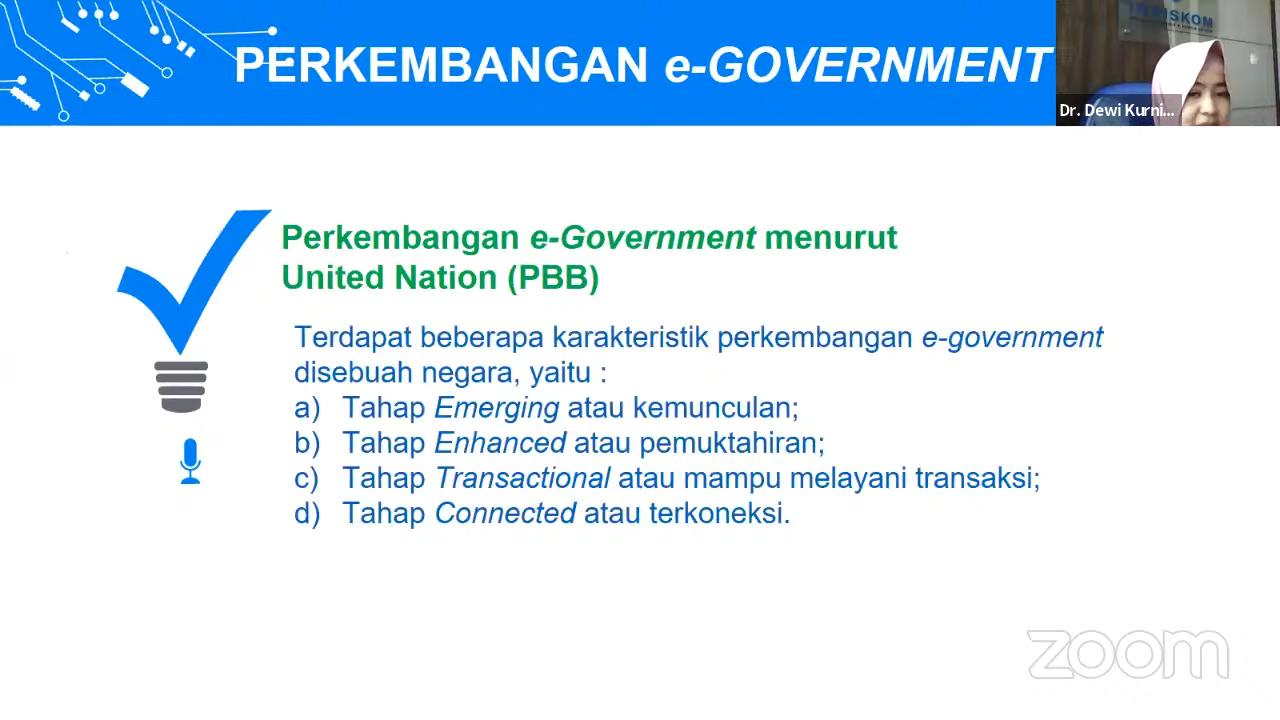 PERKEMBANGAN e-GOVERNMENT
Dr. Dewi Kurni...
Perkembangan e-Government menurut
United Nation (PBB)
Terdapat beberapa karakteristik perkembangan e-government
disebuah negara, yaitu :
a) Tahap Emerging atau kemunculan;
b) Tahap Enhanced atau pemuktahiran;
c) Tahap Transactional atau mampu melayani transaksi;
d) Tahap Connected atau terkoneksi.
zoom